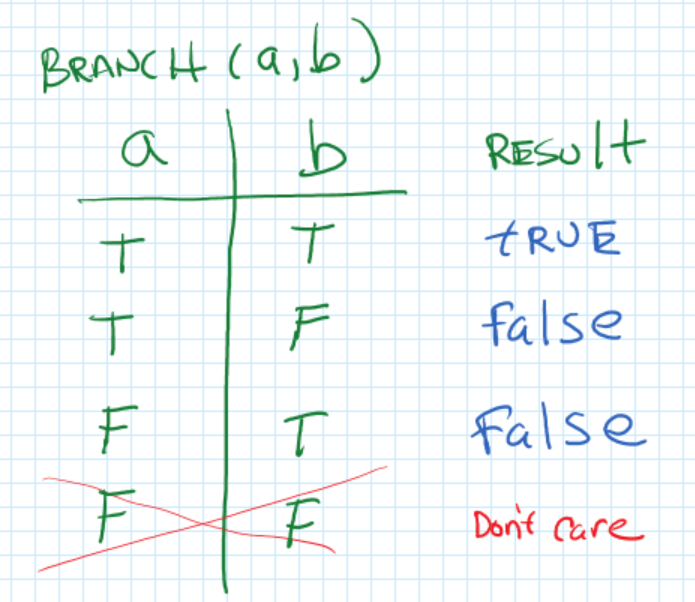 BRANCH (a,b)
a b RESULt
T T tRUE
T F false
F T False
F F Don't care